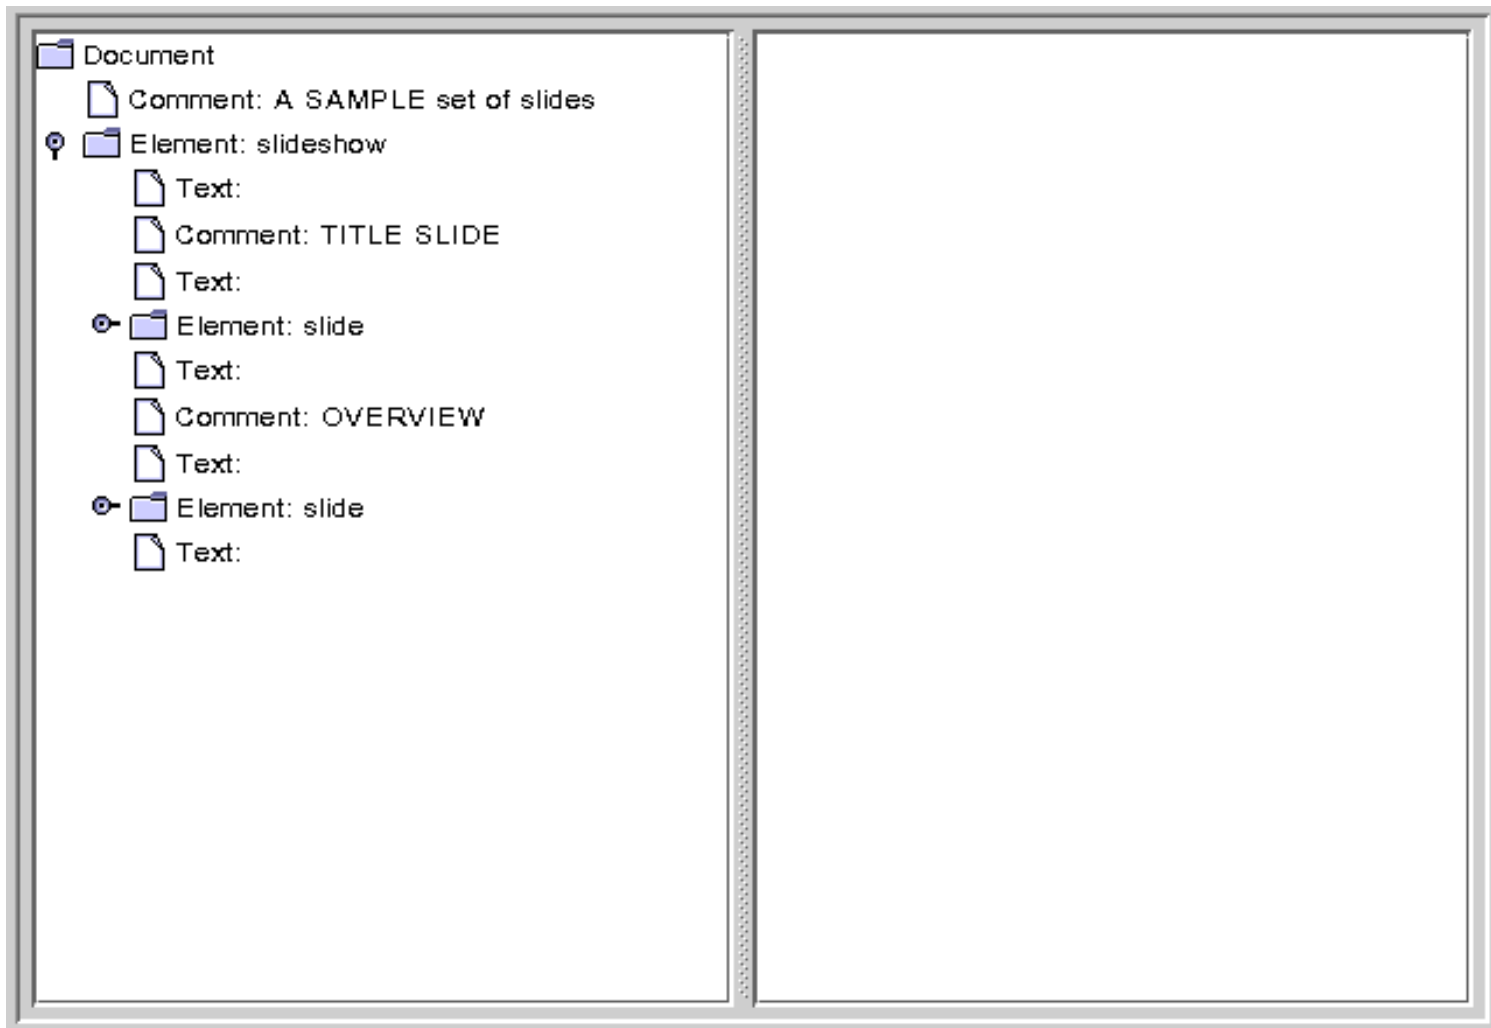 Document
Comment: A SAMPLE set of slides
Element: slideshow
Text:
Comment: TITLE SLIDE
Text:
Element: slide
Text:
Comment: OVERVIEW
Text:
Element: slide
Text: